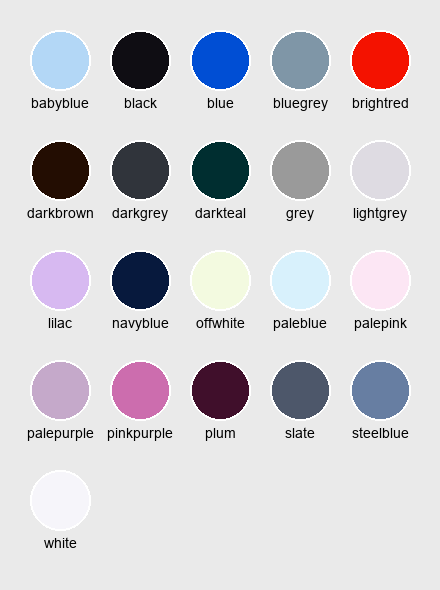 babyblue black blue bluegrey brightred
darkbrown darkgrey darkteal grey lightgrey
lilac navyblue offwhite paleblue palepink
palepurple pinkpurple plum slate steelblue
white